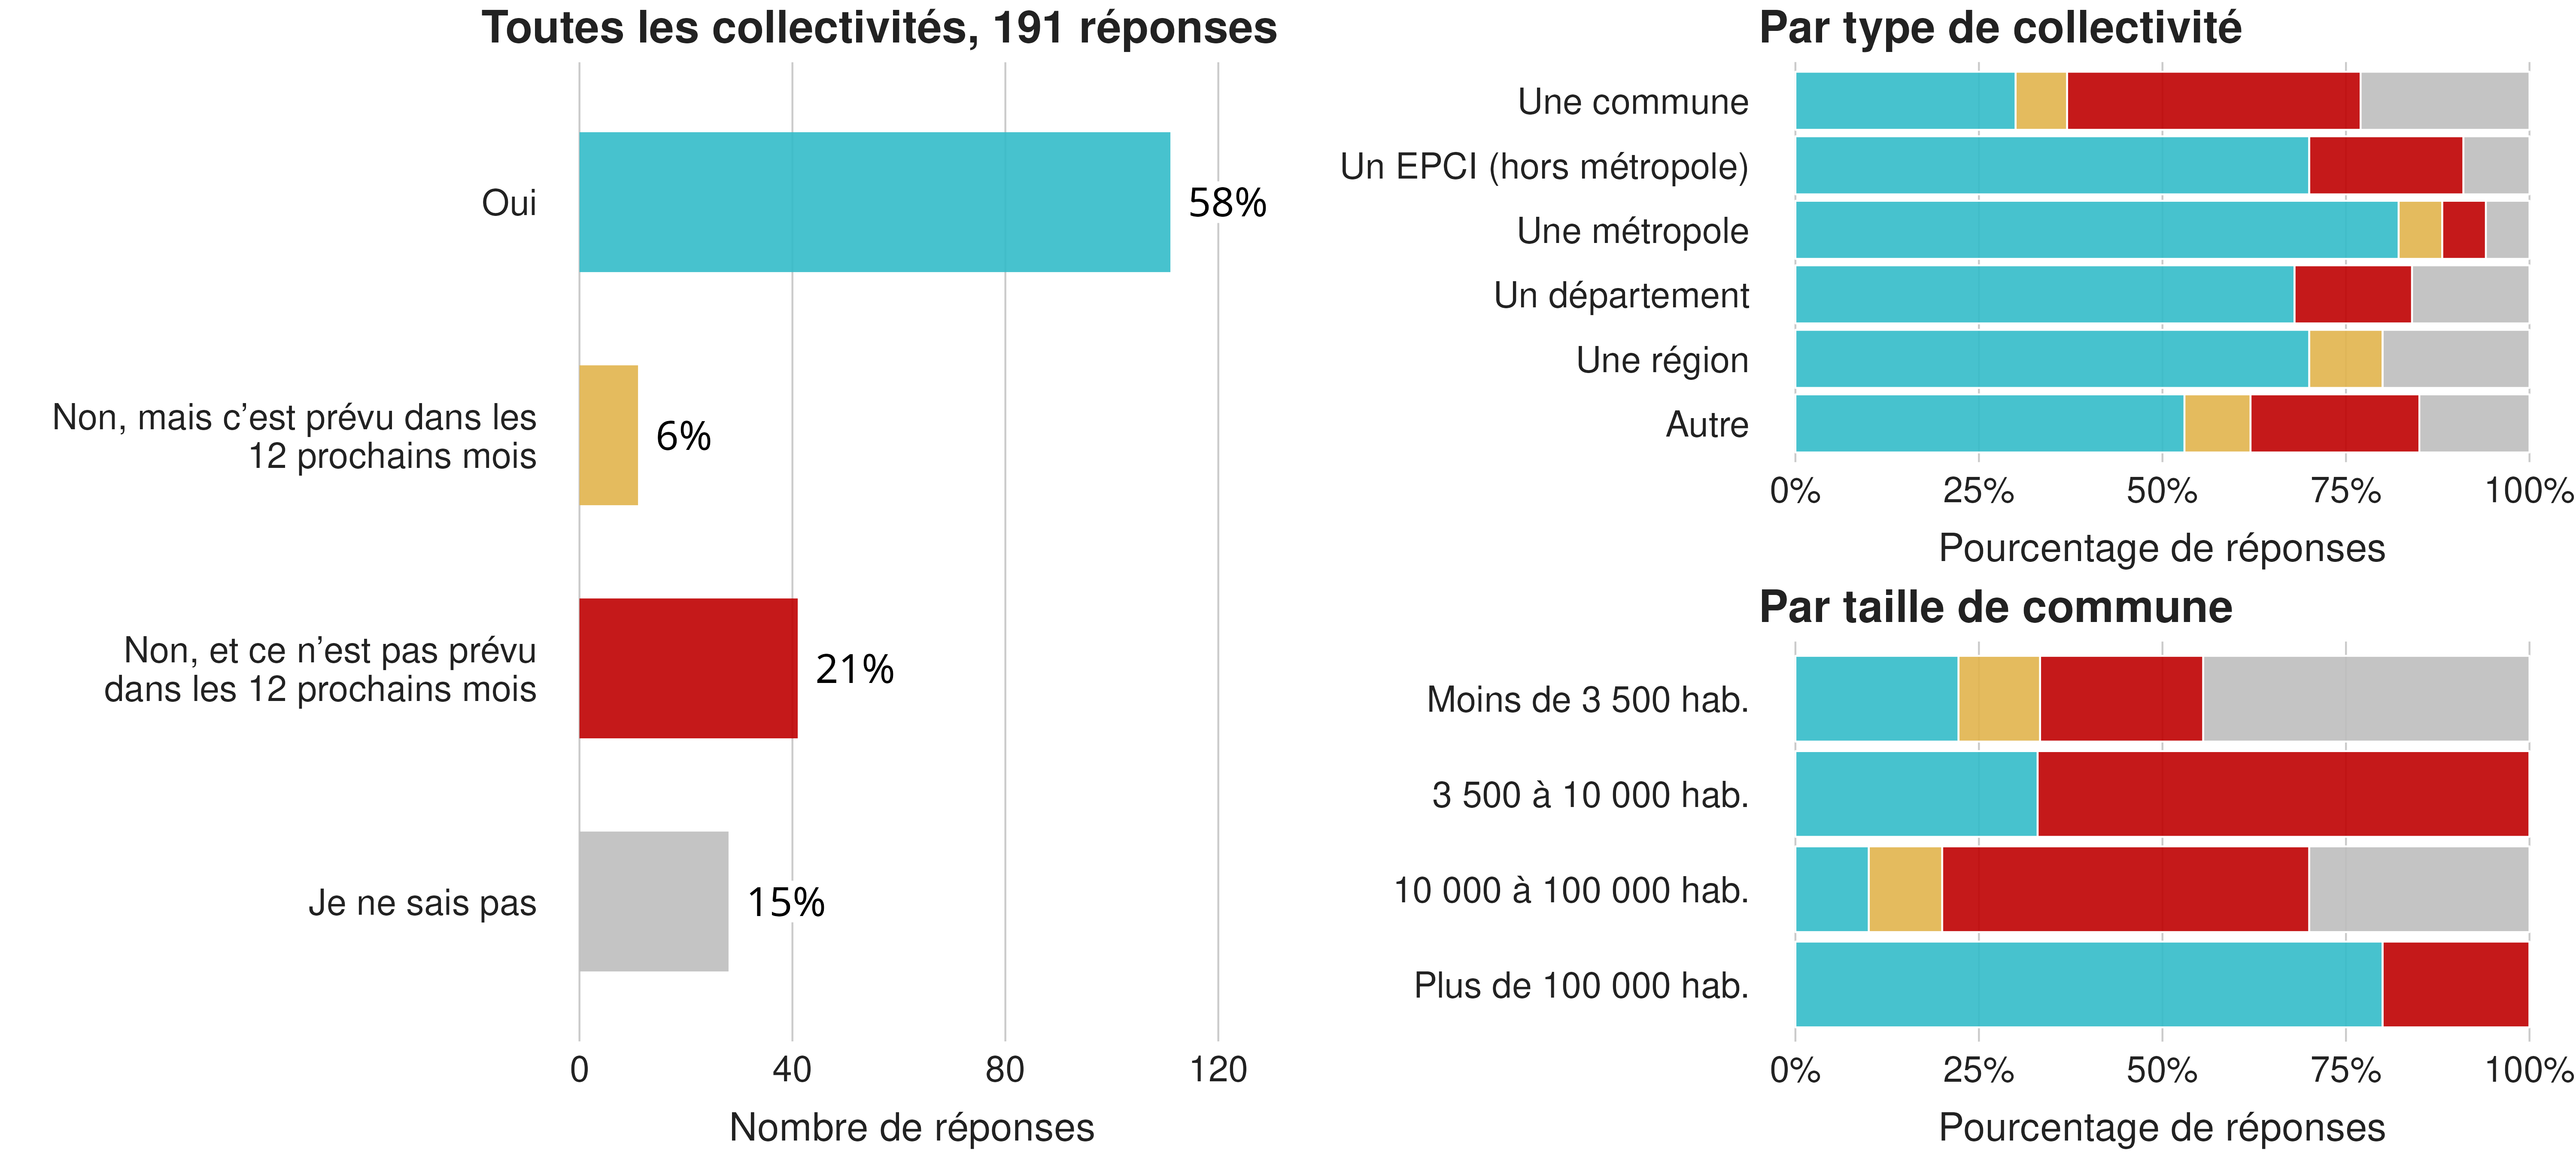 Toutes les collectivités, 191 réponses
Oui
58%
Non, mais c’est prévu dans les
12 prochains mois
6%
Non, et ce n’est pas prévu
dans les 12 prochains mois
21%
Je ne sais pas
15%
0 40 80 120
Nombre de réponses
Par type de collectivité
Une commune
Un EPCI (hors métropole)
Une métropole
Un département
Une région
Autre
0% 25% 50% 75% 100%
Pourcentage de réponses
Par taille de commune
Moins de 3 500 hab.
3 500 à 10 000 hab.
10 000 à 100 000 hab.
Plus de 100 000 hab.
0% 25% 50% 75% 100%
Pourcentage de réponses